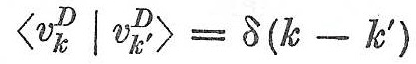 ⟨v_k^D | v_{k'}^D⟩ = δ(k − k')